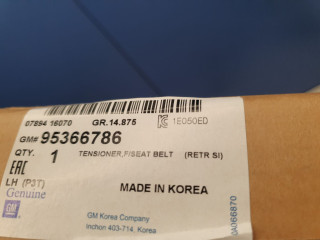 07894 16070 GR.14.875 1E050ED
GM# 95366786
QTY. 1 TENSIONER,F/SEAT BELT (RETR SI)
EAC
LH (P3T) MADE IN KOREA
Genuine
GM
GM Korea Company
Inchon 403-714, Korea
0A066870